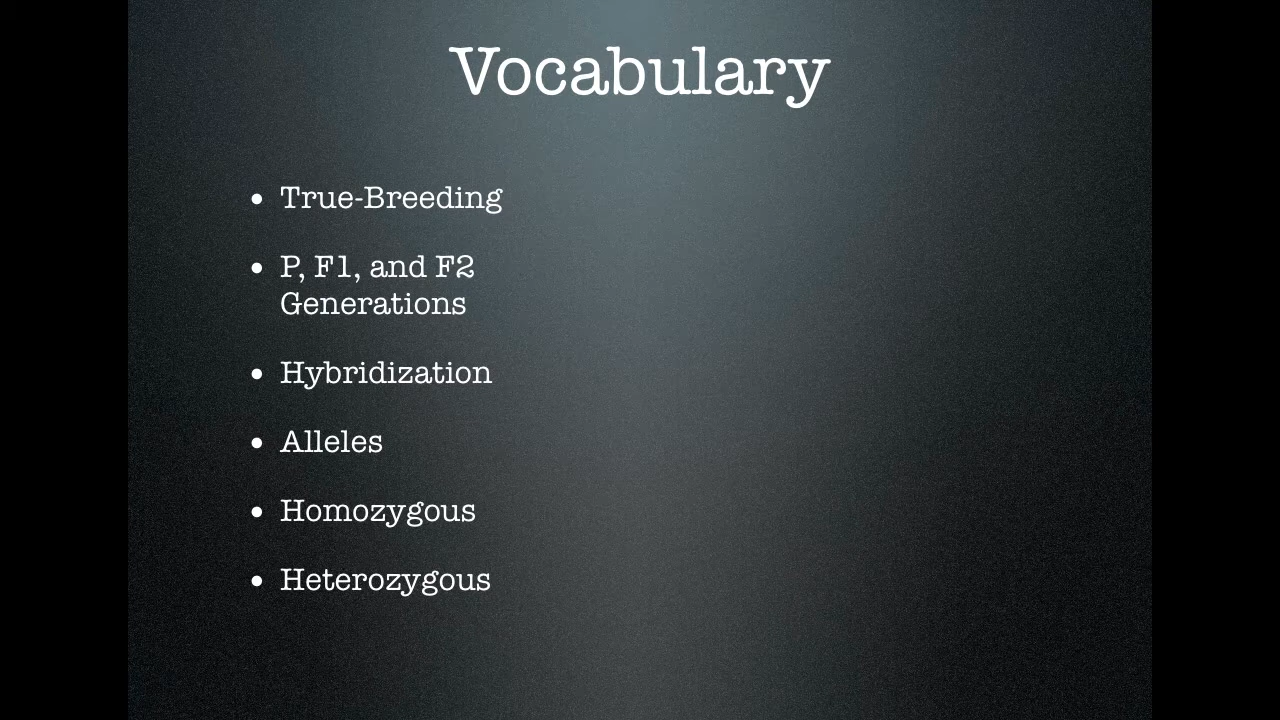 Vocabulary
• True-Breeding
• P, F1, and F2
Generations
• Hybridization
• Alleles
• Homozygous
• Heterozygous